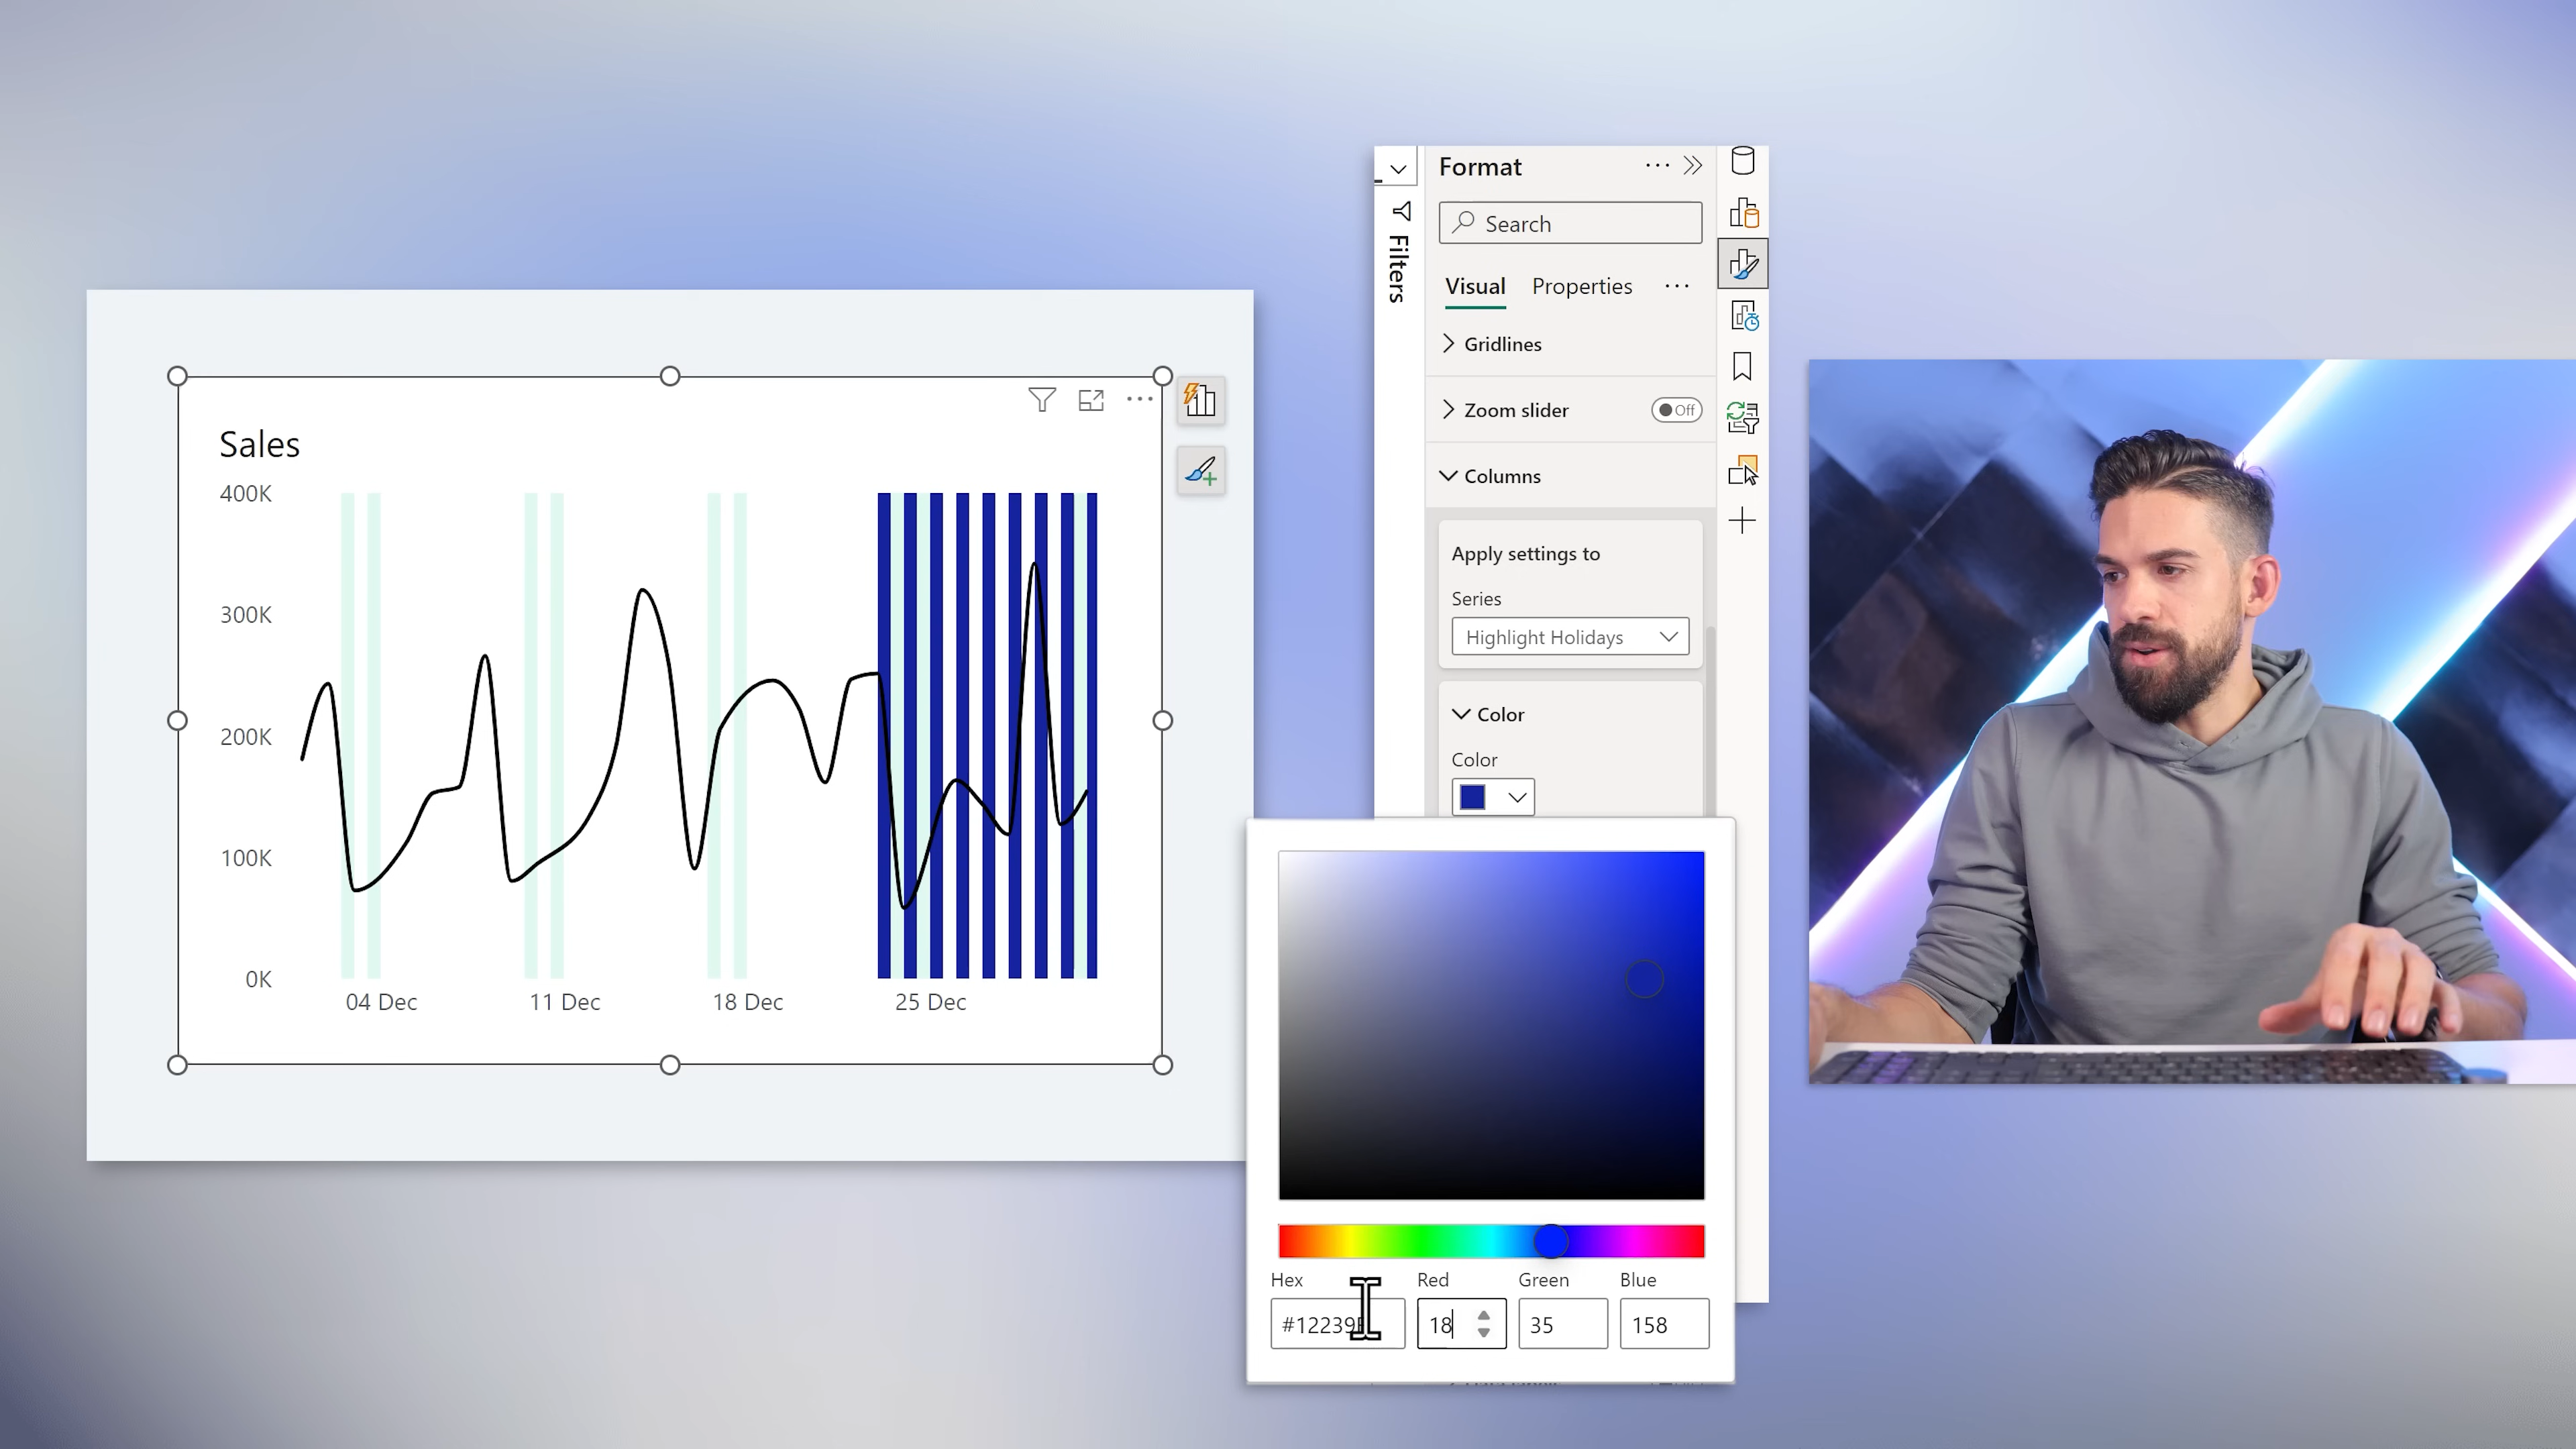 Sales
400K
300K
200K
100K
0K
04 Dec
11 Dec
18 Dec
25 Dec
Filters
Format
Search
Visual
Properties
Gridlines
Zoom slider
Off
Columns
Apply settings to
Series
Highlight Holidays
Color
Color
Hex
Red
Green
Blue
18
35
158